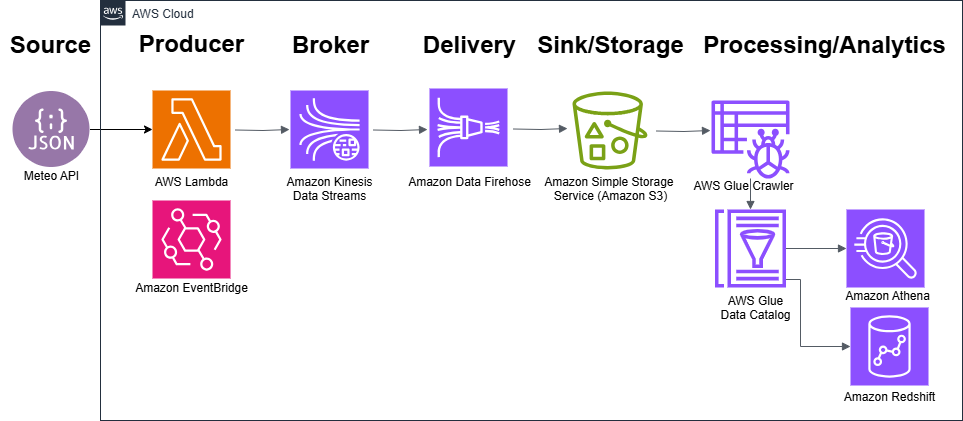 aws
AWS Cloud
Source
Producer
Broker
Delivery
Sink/Storage
Processing/Analytics
{;}
JSON
Meteo API
AWS Lambda
Amazon Kinesis
Data Streams
Amazon Data Firehose
Amazon Simple Storage
Service (Amazon S3)
AWS Glue Crawler
Amazon EventBridge
AWS Glue
Data Catalog
Amazon Athena
Amazon Redshift